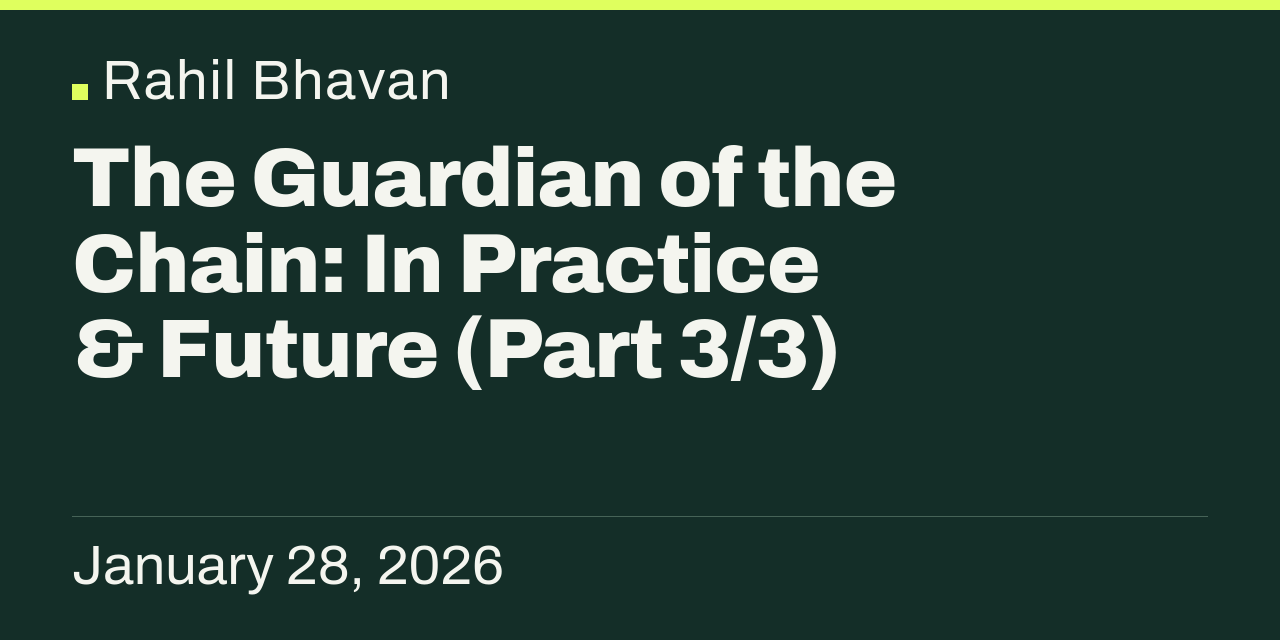 Rahil Bhavan
The Guardian of the
Chain: In Practice
& Future (Part 3/3)
January 28, 2026